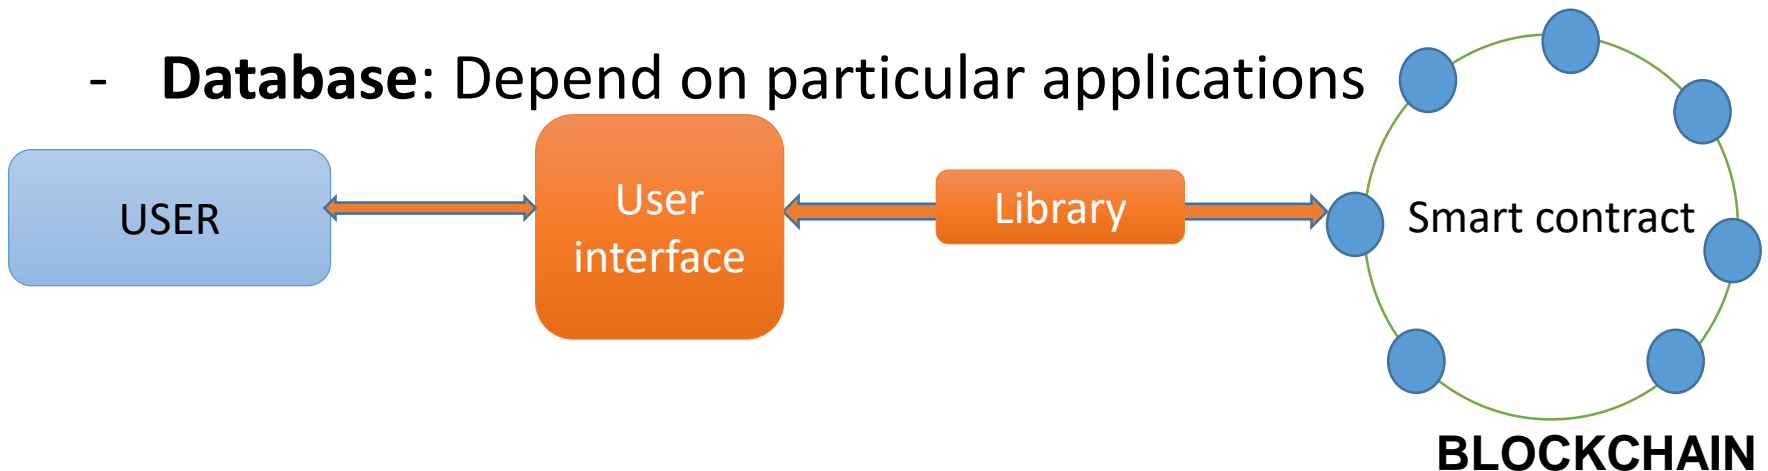 - Database: Depend on particular applications
USER
User
interface
Library
Smart contract
BLOCKCHAIN